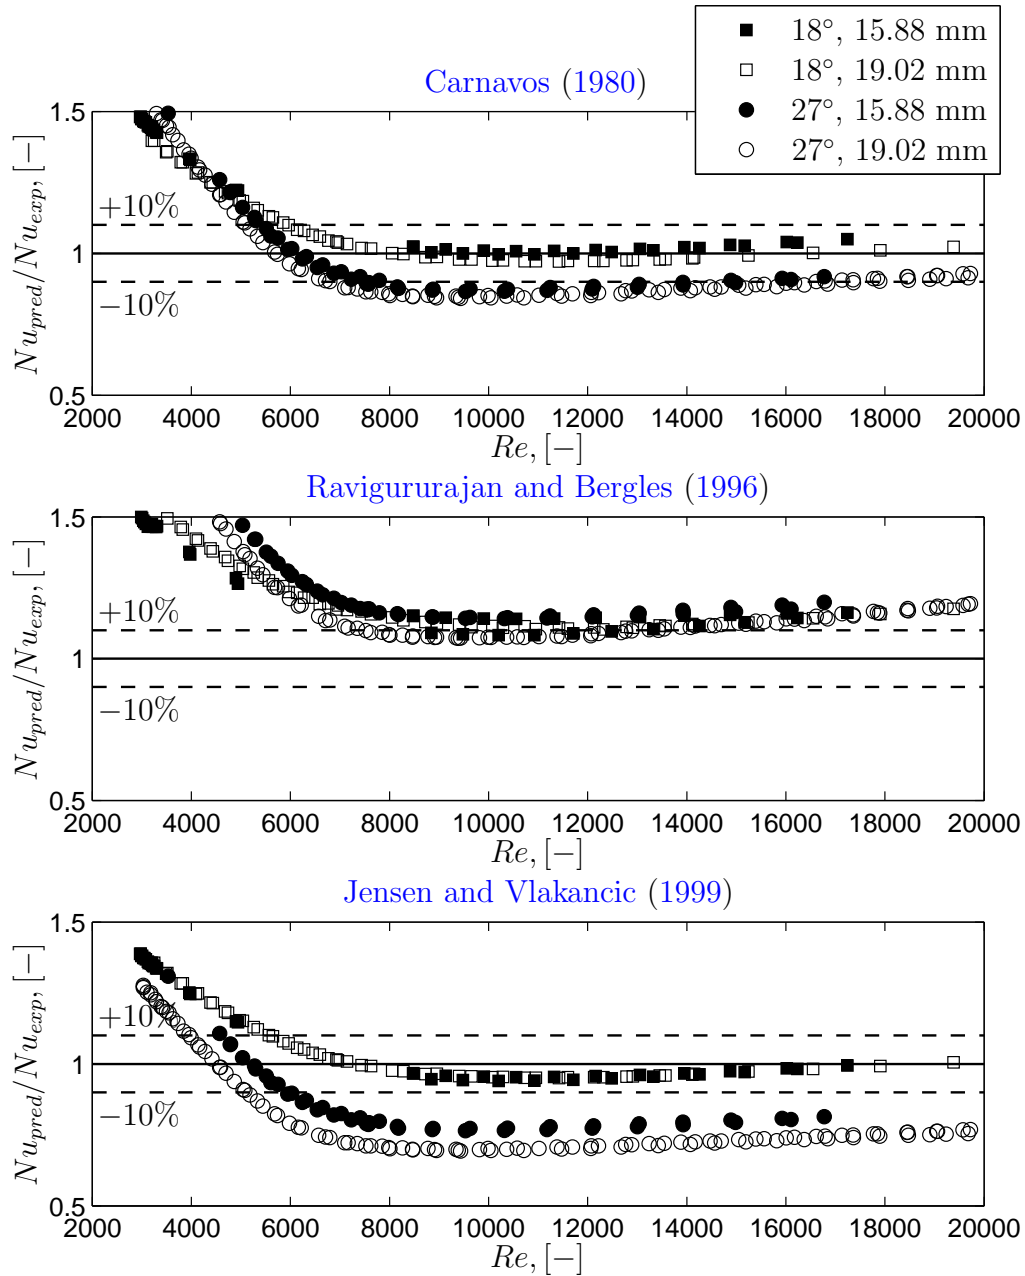 18°, 15.88 mm
18°, 19.02 mm
27°, 15.88 mm
27°, 19.02 mm
Carnavos (1980)
1.5
+10%
1
−10%
0.5
Nu_pred/Nu_exp, [−]
2000 4000 6000 8000 10000 12000 14000 16000 18000 20000
Re, [−]
Ravigururajan and Bergles (1996)
1.5
+10%
1
−10%
0.5
Nu_pred/Nu_exp, [−]
2000 4000 6000 8000 10000 12000 14000 16000 18000 20000
Re, [−]
Jensen and Vlakancic (1999)
1.5
+10%
1
−10%
0.5
Nu_pred/Nu_exp, [−]
2000 4000 6000 8000 10000 12000 14000 16000 18000 20000
Re, [−]